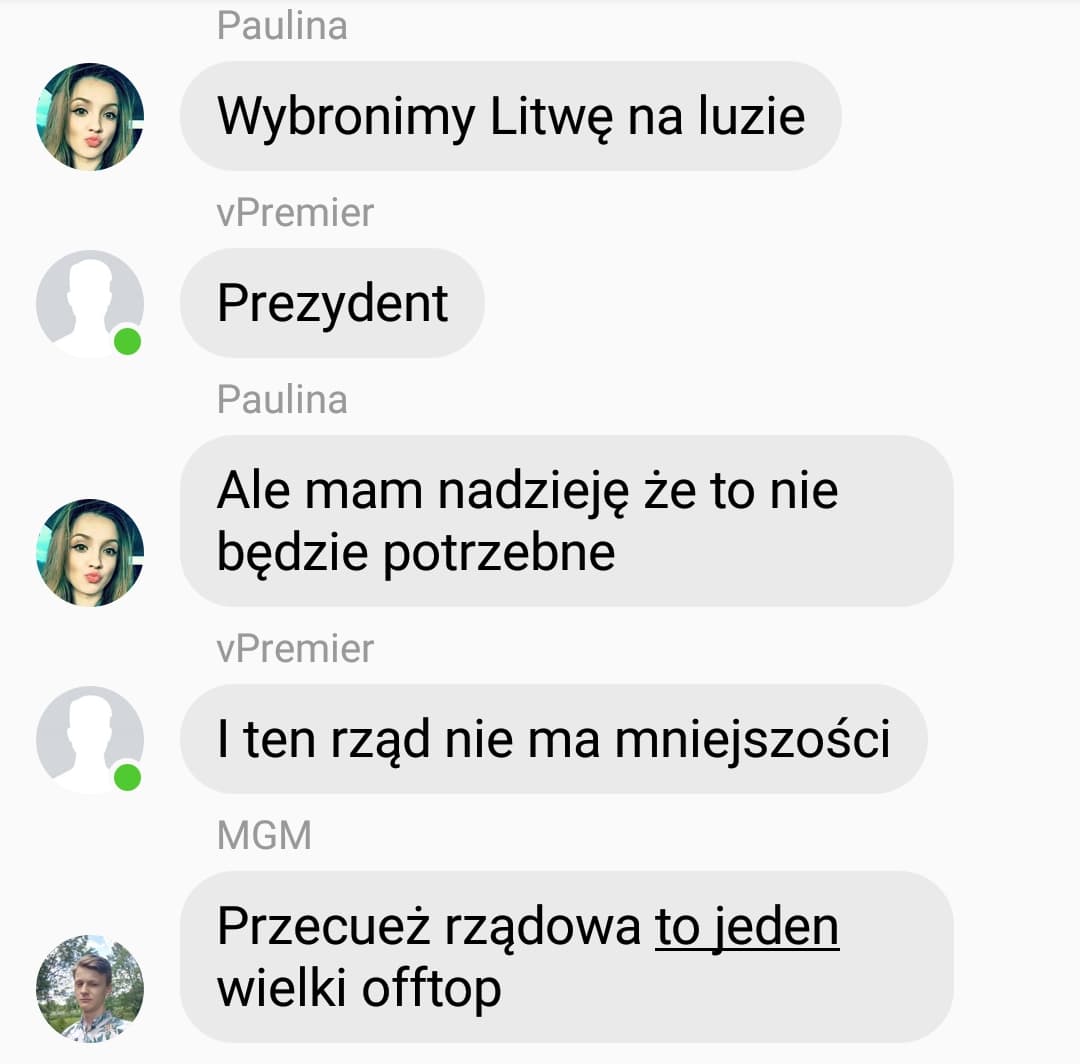 Paulina
Wybronimy Litwę na luzie
vPremier
Prezydent
Paulina
Ale mam nadzieję że to nie
będzie potrzebne
vPremier
I ten rząd nie ma mniejszości
MGM
Przecueż rządowa to jeden
wielki offtop